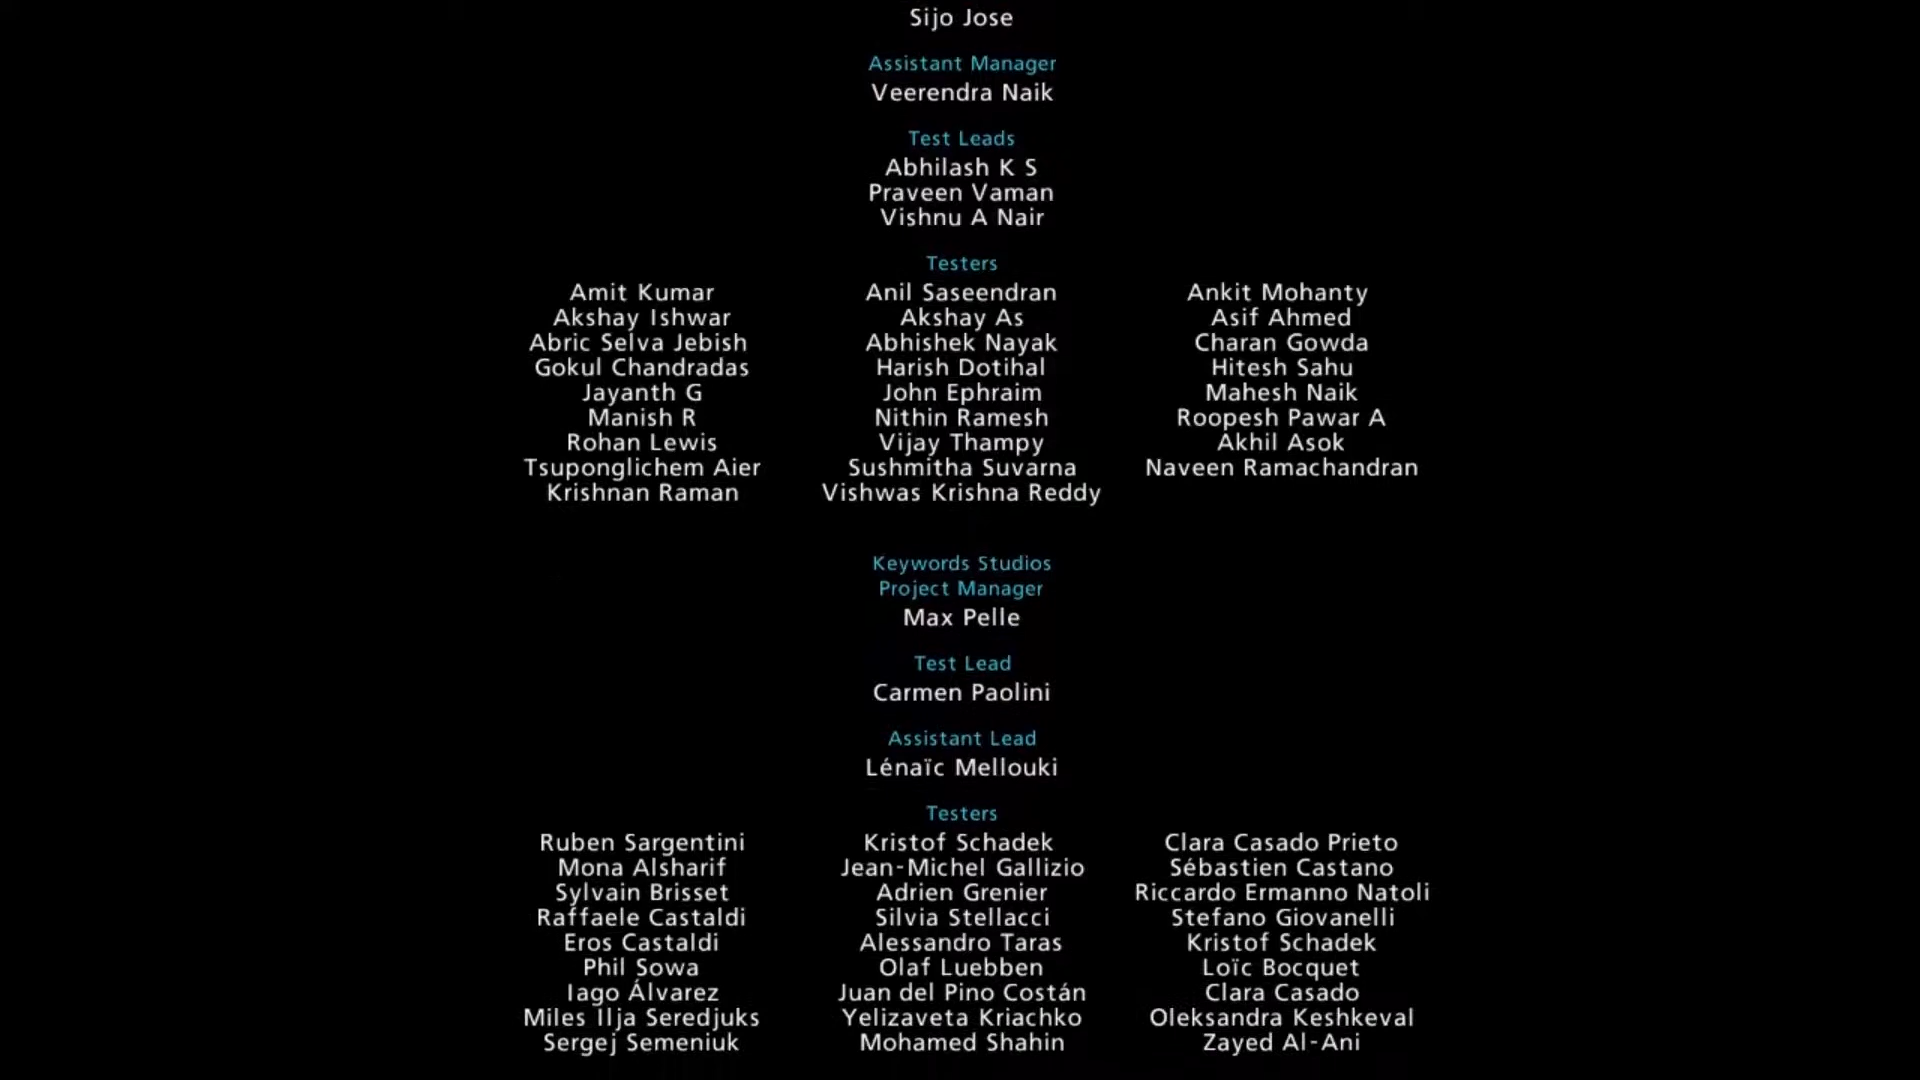 Sijo Jose
Assistant Manager
Veerendra Naik
Test Leads
Abhilash K S
Praveen Vaman
Vishnu A Nair
Testers
Amit Kumar Anil Saseendran Ankit Mohanty
Akshay Ishwar Akshay As Asif Ahmed
Abric Selva Jebish Abhishek Nayak Charan Gowda
Gokul Chandradas Harish Dotihal Hitesh Sahu
Jayanth G John Ephraim Mahesh Naik
Manish R Nithin Ramesh Roopesh Pawar A
Rohan Lewis Vijay Thampy Akhil Asok
Tsuponglichem Aier Sushmitha Suvarna Naveen Ramachandran
Krishnan Raman Vishwas Krishna Reddy
Keywords Studios
Project Manager
Max Pelle
Test Lead
Carmen Paolini
Assistant Lead
Lénaïc Mellouki
Testers
Ruben Sargentini Kristof Schadek Clara Casado Prieto
Mona Alsharif Jean-Michel Gallizio Sébastien Castano
Sylvain Brisset Adrien Grenier Riccardo Ermanno Natoli
Raffaele Castaldi Silvia Stellacci Stefano Giovanelli
Eros Castaldi Alessandro Taras Kristof Schadek
Phil Sowa Olaf Luebben Loïc Bocquet
Iago Álvarez Juan del Pino Costán Clara Casado
Miles Ilja Seredjuks Yelizaveta Kriachko Oleksandra Keshkeval
Sergej Semeniuk Mohamed Shahin Zayed Al-Ani